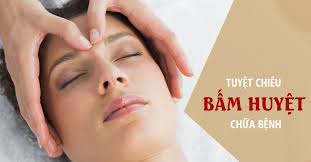 TUYỆT CHIÊU
BẤM HUYỆT
CHỮA BỆNH